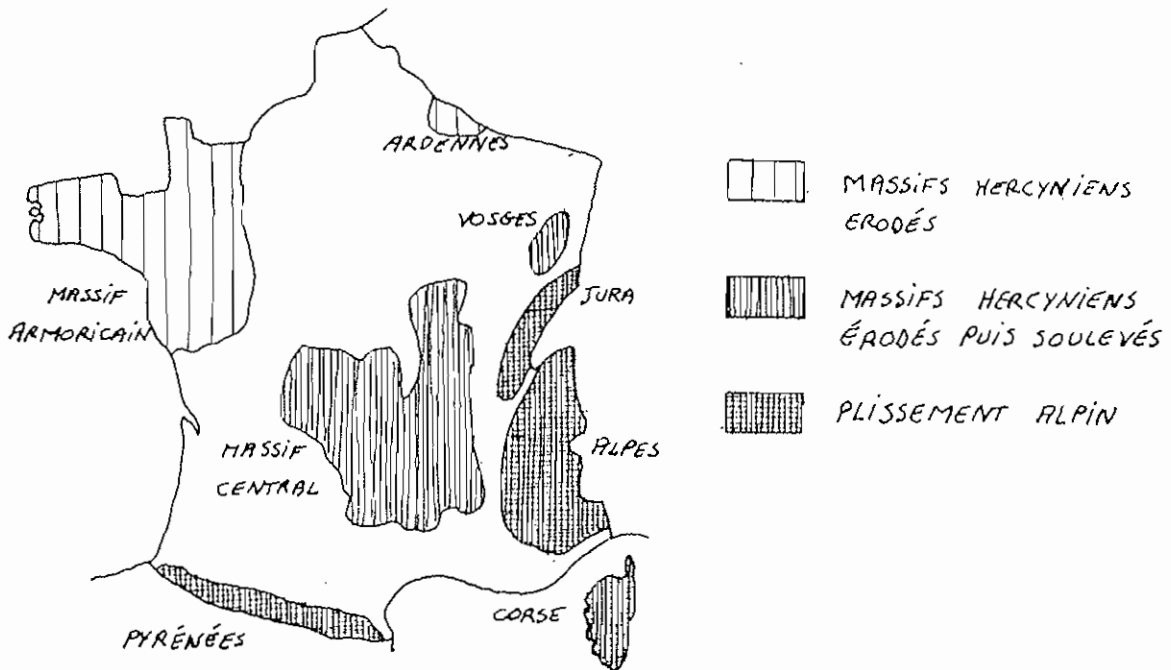 ARDENNES
VOSGES
MASSIF
ARMORICAIN
JURA
MASSIF
CENTRAL
ALPES
PYRÉNÉES
CORSE
MASSIFS HERCYNIENS
ERODÉS
MASSIFS HERCYNIENS
ÉRODÉS PUIS SOULEVÉS
PLISSEMENT ALPIN